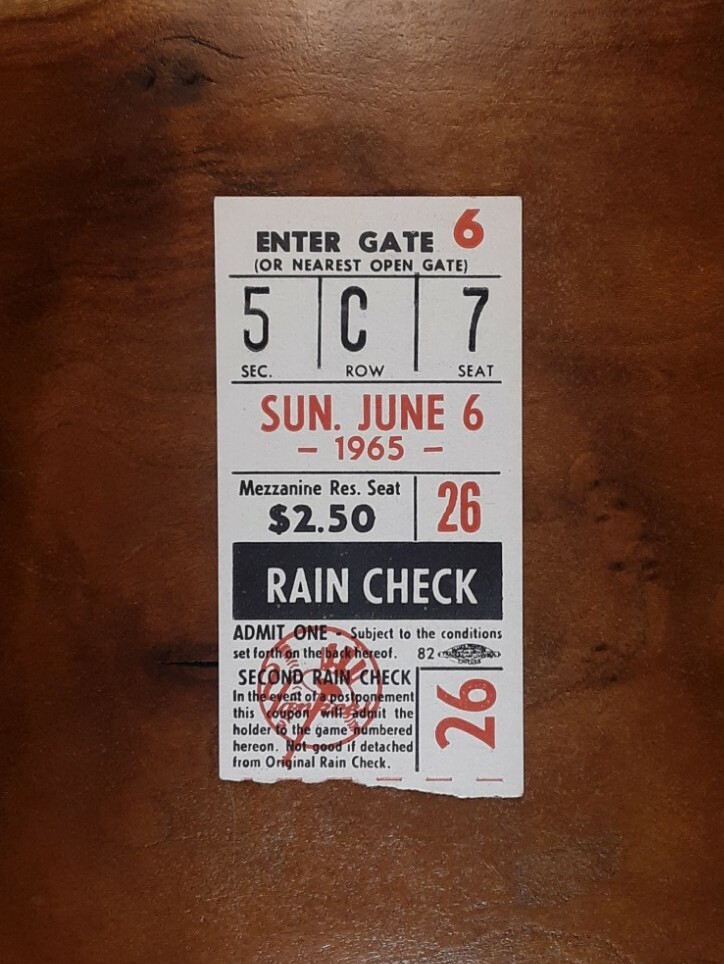 ENTER GATE 6
(OR NEAREST OPEN GATE)
5 C 7
SEC. ROW SEAT
SUN. JUNE 6
- 1965 -
Mezzanine Res. Seat
$2.50
26
RAIN CHECK
ADMIT ONE - Subject to the conditions
set forth on the back hereof. 82
SECOND RAIN CHECK
In the event of a postponement
this coupon will admit the
holder to the game numbered
hereon. Not good if detached
from Original Rain Check.
26
Yankees